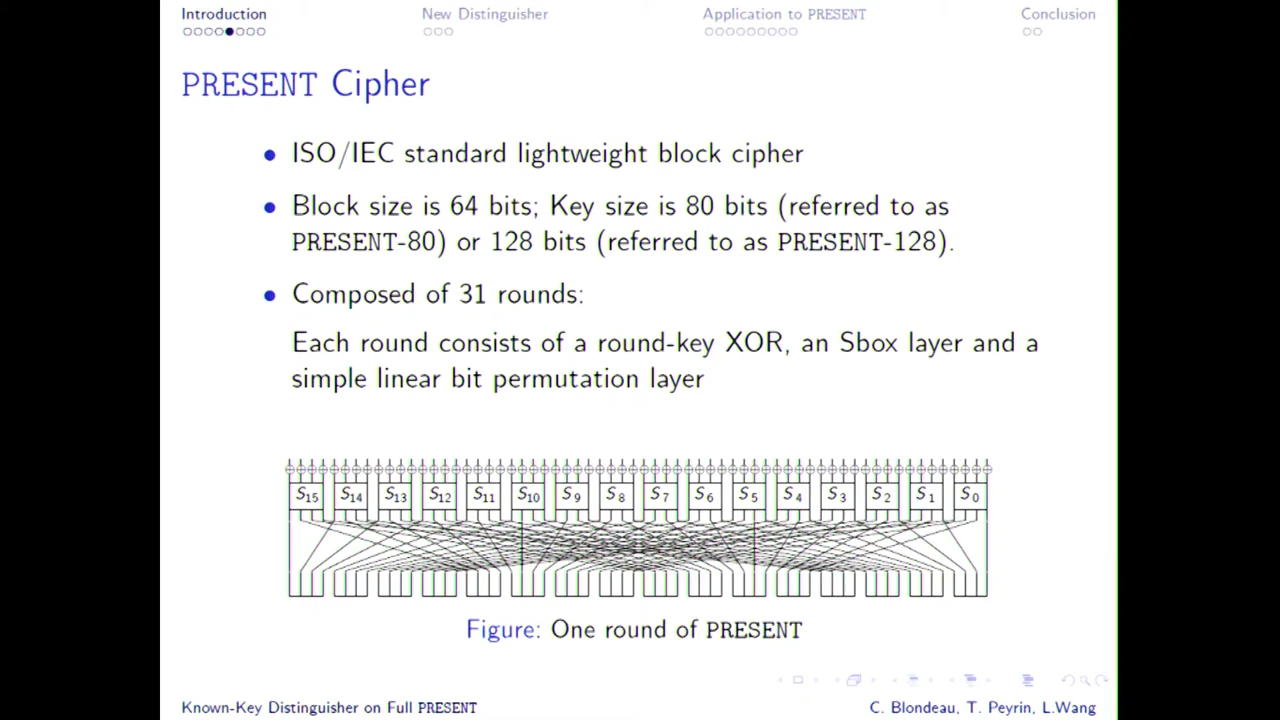 Introduction New Distinguisher Application to PRESENT Conclusion
PRESENT Cipher
ISO/IEC standard lightweight block cipher
Block size is 64 bits; Key size is 80 bits (referred to as
PRESENT-80) or 128 bits (referred to as PRESENT-128).
Composed of 31 rounds:
Each round consists of a round-key XOR, an Sbox layer and a
simple linear bit permutation layer
S15 S14 S13 S12 S11 S10 S9 S8 S7 S6 S5 S4 S3 S2 S1 S0
Figure: One round of PRESENT
Known-Key Distinguisher on Full PRESENT C. Blondeau, T. Peyrin, L.Wang